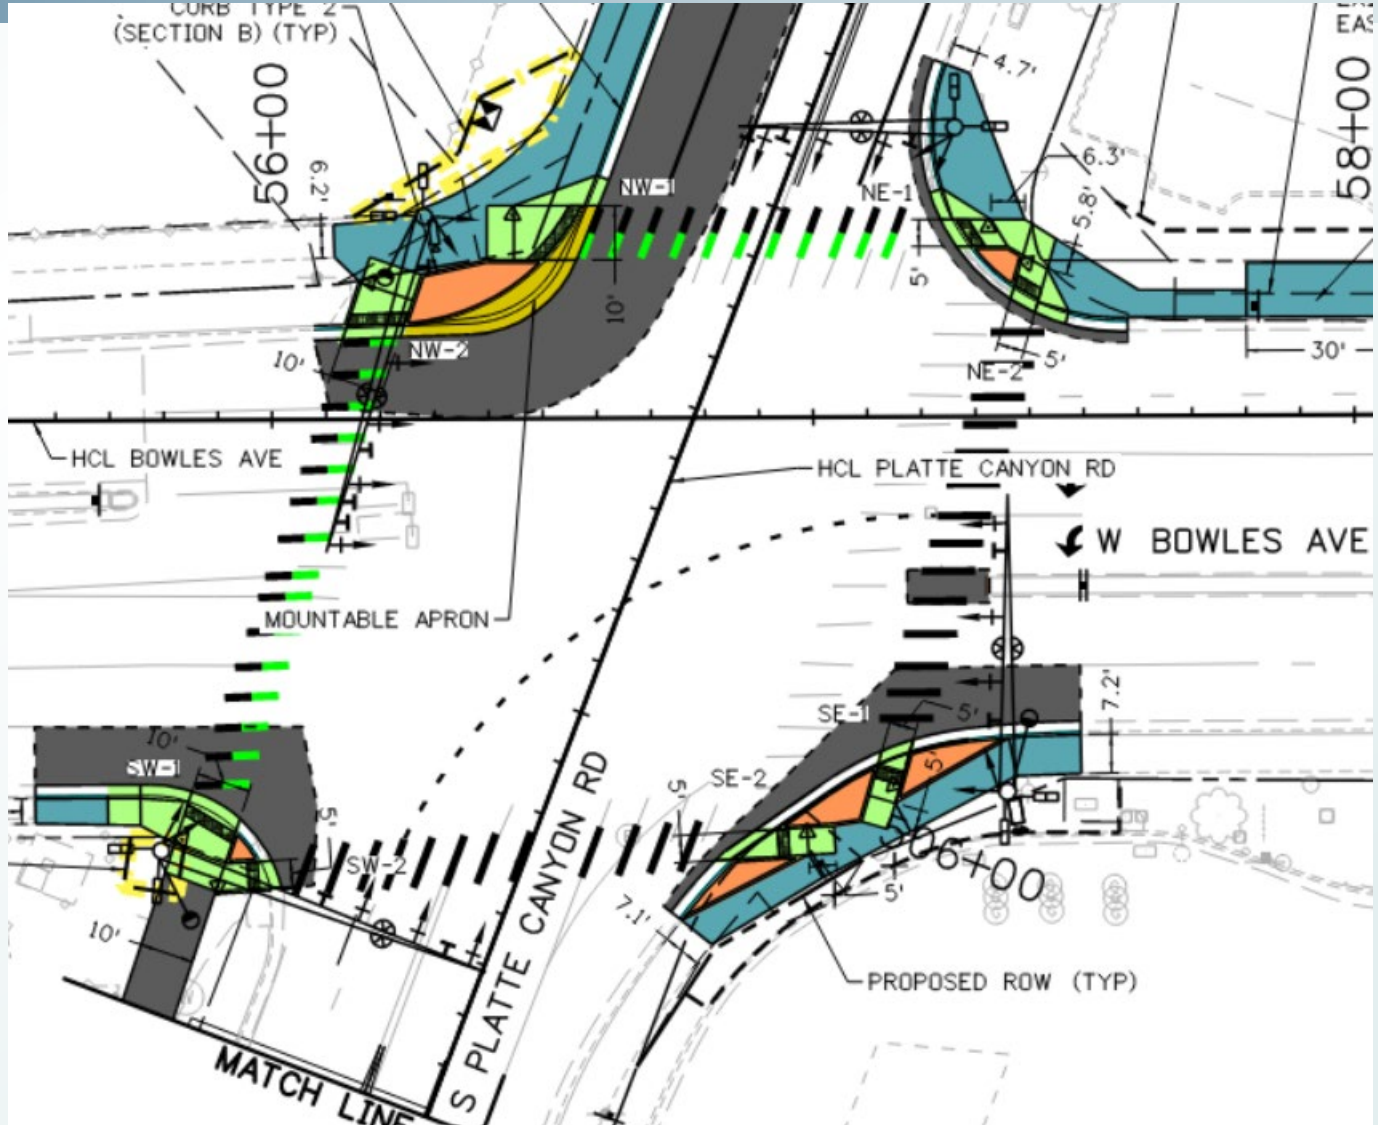 CURB TYPE 2
(SECTION B) (TYP)
56+00
6.2'
NW-1
NE-1
4.7'
6.3'
5.8'
58+00
EAS
5'
10'
10'
NW-2
5'
NE-2
30'
HCL BOWLES AVE
HCL PLATTE CANYON RD
W BOWLES AVE
MOUNTABLE APRON
SE-1
5'
7.2'
10'
SW-1
5'
SE-2
5'
5'
SW-2
06+00
5'
7.1'
10'
S PLATTE CANYON RD
PROPOSED ROW (TYP)
MATCH LINE